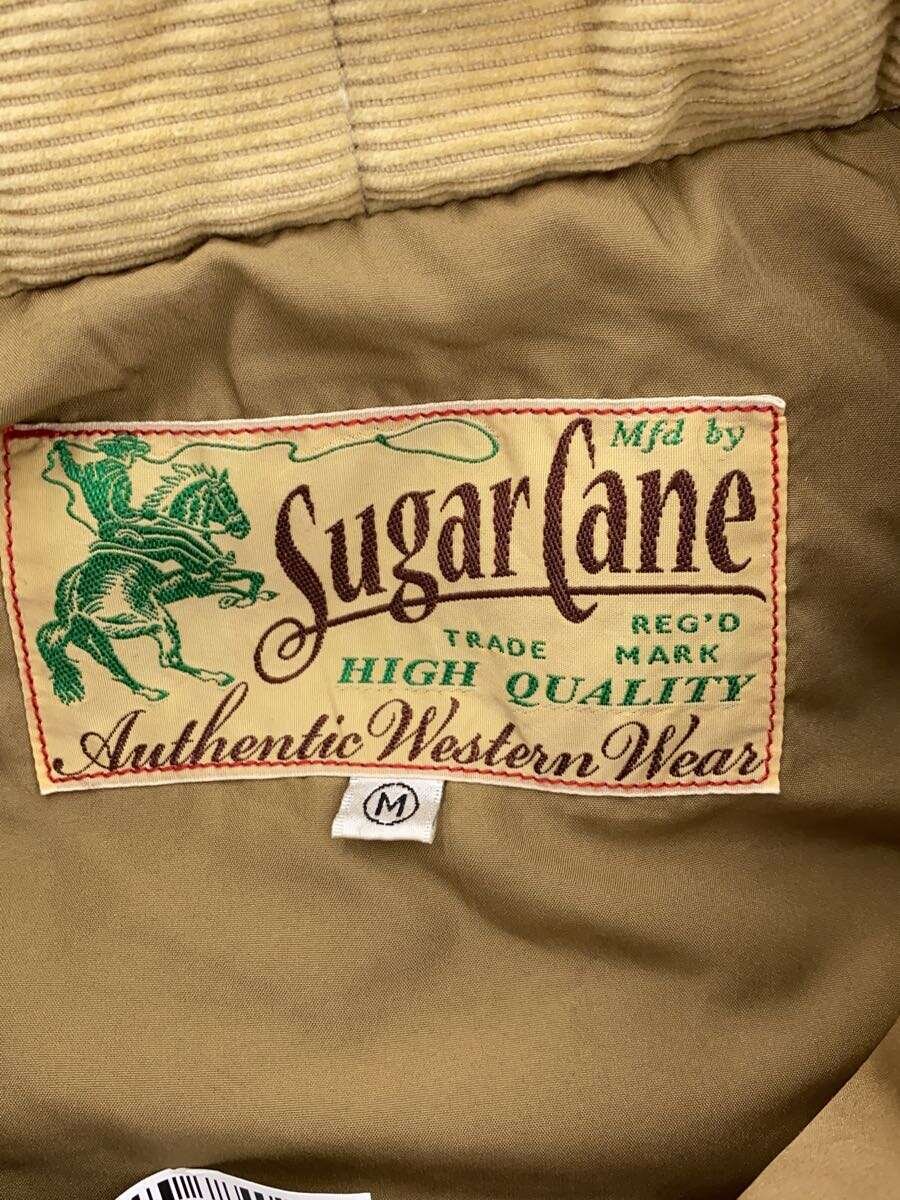 Mfd by
Sugar Cane
TRADE REG'D
MARK
HIGH QUALITY
Authentic Western Wear
M